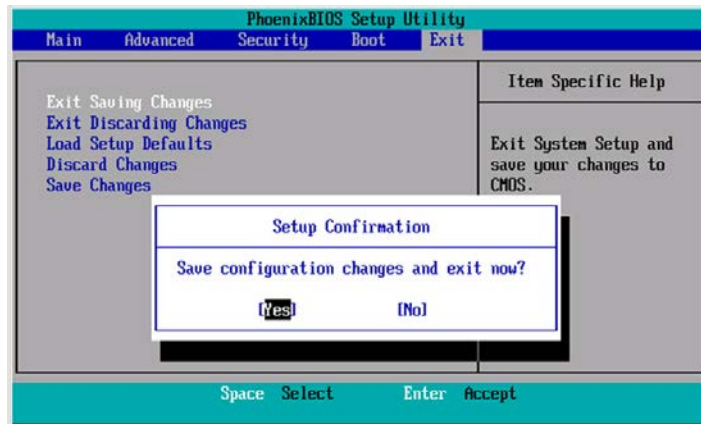 PhoenixBIOS Setup Utility
Main Advanced Security Boot Exit
Item Specific Help
Exit Saving Changes
Exit Discarding Changes
Load Setup Defaults
Discard Changes
Save Changes
Exit System Setup and
save your changes to
CMOS.
Setup Confirmation
Save configuration changes and exit now?
[Yes] [No]
Space Select Enter Accept